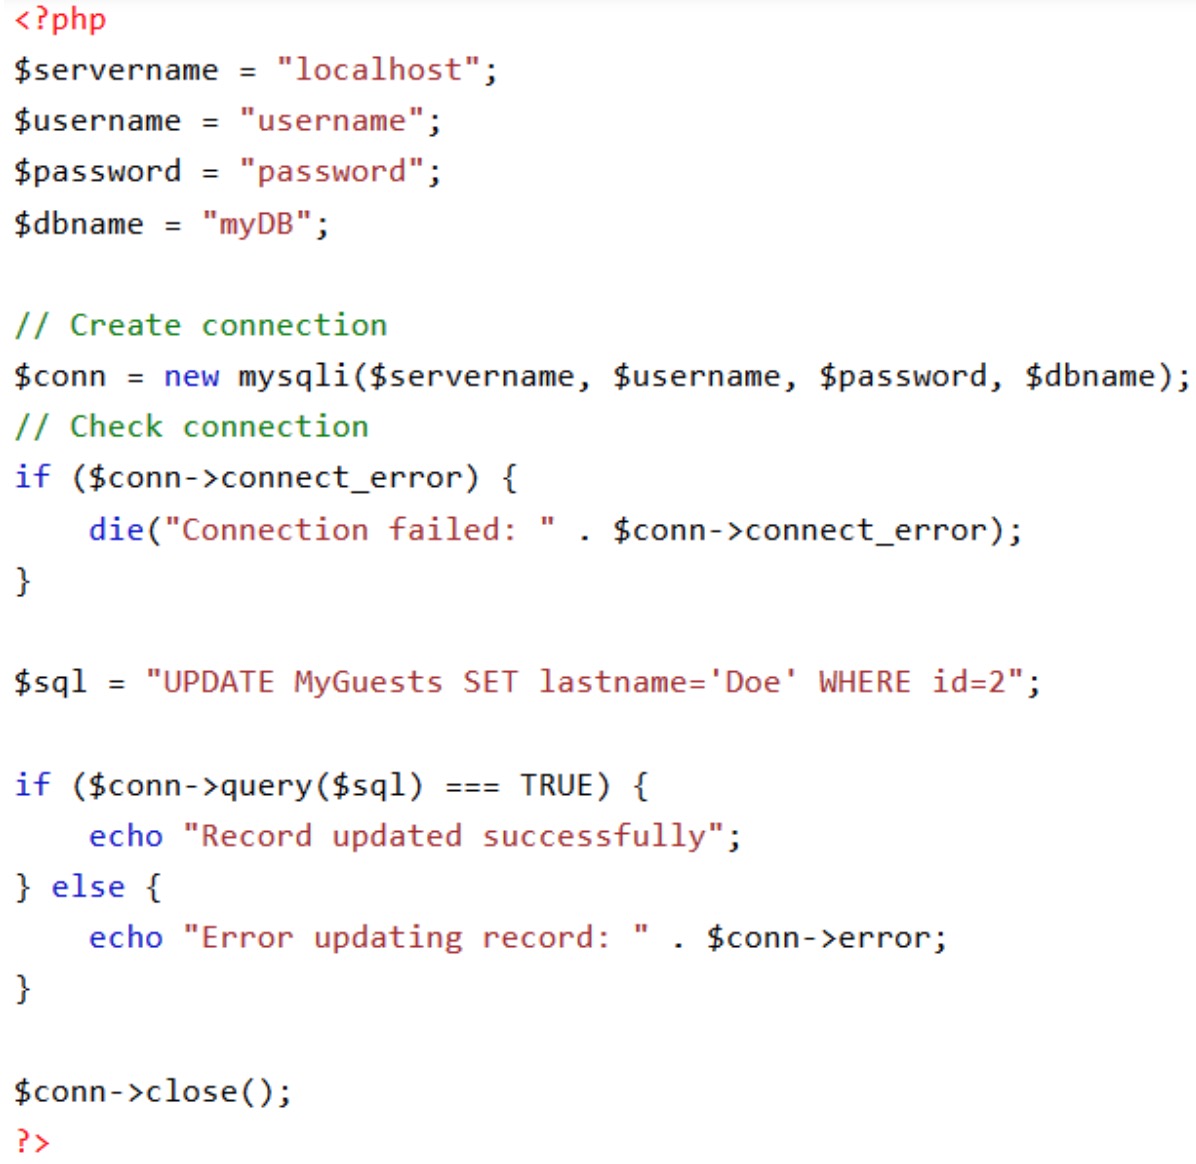 <?php
$servername = "localhost";
$username = "username";
$password = "password";
$dbname = "myDB";
// Create connection
$conn = new mysqli($servername, $username, $password, $dbname);
// Check connection
if ($conn->connect_error) {
    die("Connection failed: " . $conn->connect_error);
}
$sql = "UPDATE MyGuests SET lastname='Doe' WHERE id=2";
if ($conn->query($sql) === TRUE) {
    echo "Record updated successfully";
} else {
    echo "Error updating record: " . $conn->error;
}
$conn->close();
?>